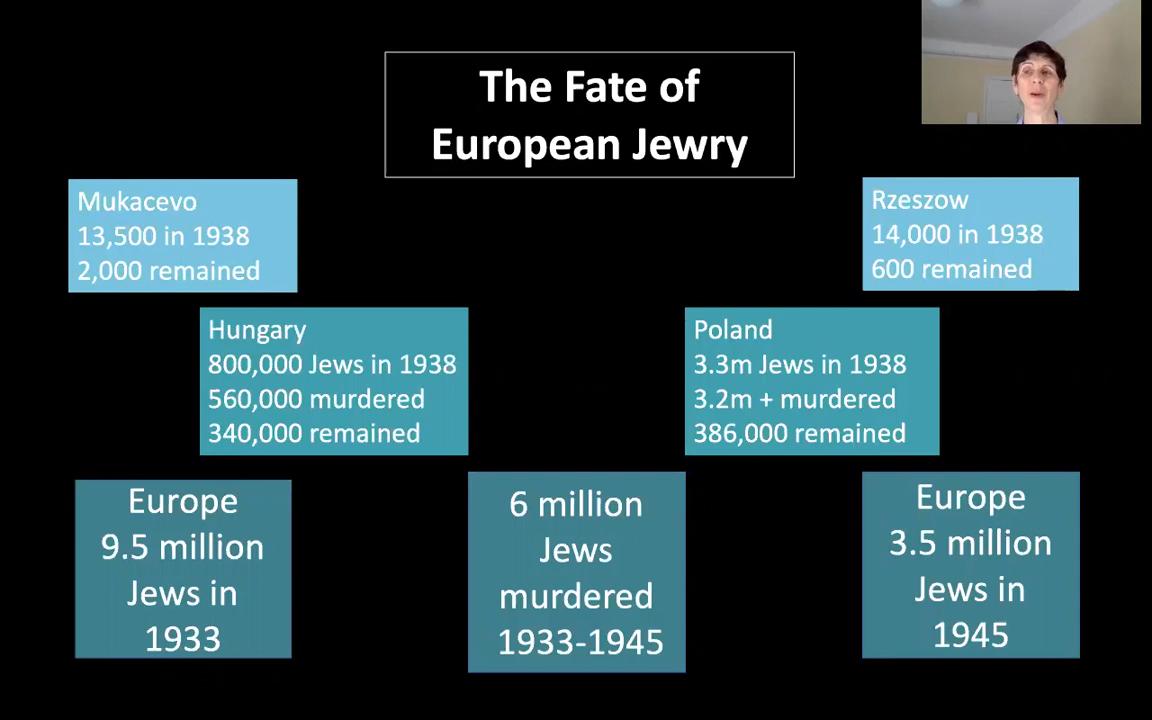 The Fate of
European Jewry
Mukacevo
13,500 in 1938
2,000 remained
Rzeszow
14,000 in 1938
600 remained
Hungary
800,000 Jews in 1938
560,000 murdered
340,000 remained
Poland
3.3m Jews in 1938
3.2m + murdered
386,000 remained
Europe
9.5 million
Jews in
1933
6 million
Jews
murdered
1933-1945
Europe
3.5 million
Jews in
1945